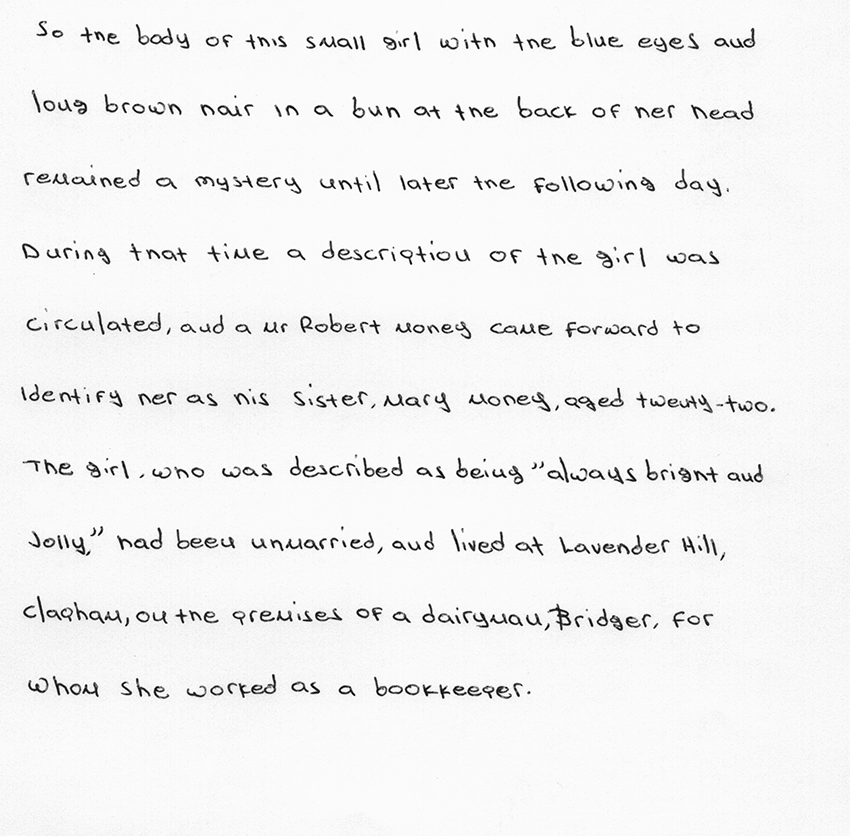 So the body of this small girl with the blue eyes and
long brown hair in a bun at the back of her head
remained a mystery until later the following day.
During that time a description of the girl was
circulated, and a Mr Robert Money came forward to
identify her as his sister, Mary Money, aged twenty-two.
The girl, who was described as being "always bright and
jolly," had been unmarried, and lived at Lavender Hill,
Clapham, on the premises of a dairyman, Bridger, for
whom she worked as a bookkeeper.